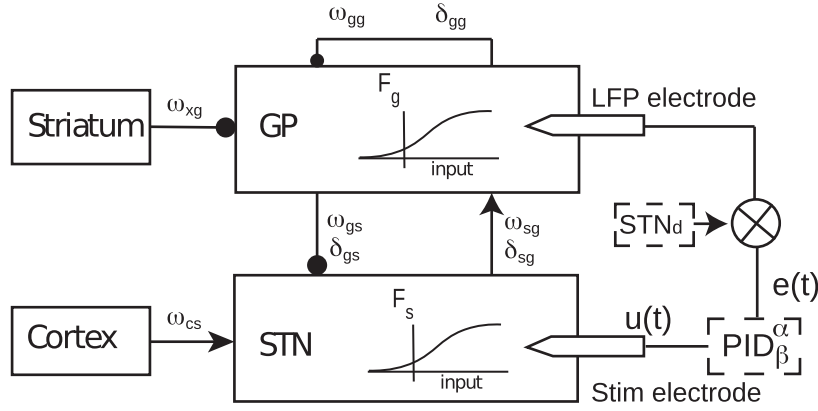 ω_gg δ_gg
F_g
LFP electrode
Striatum ω_xg GP
input
ω_gs ω_sg STN_d
δ_gs δ_sg
e(t)
F_s
Cortex ω_cs STN u(t) PID^α_β
input
Stim electrode